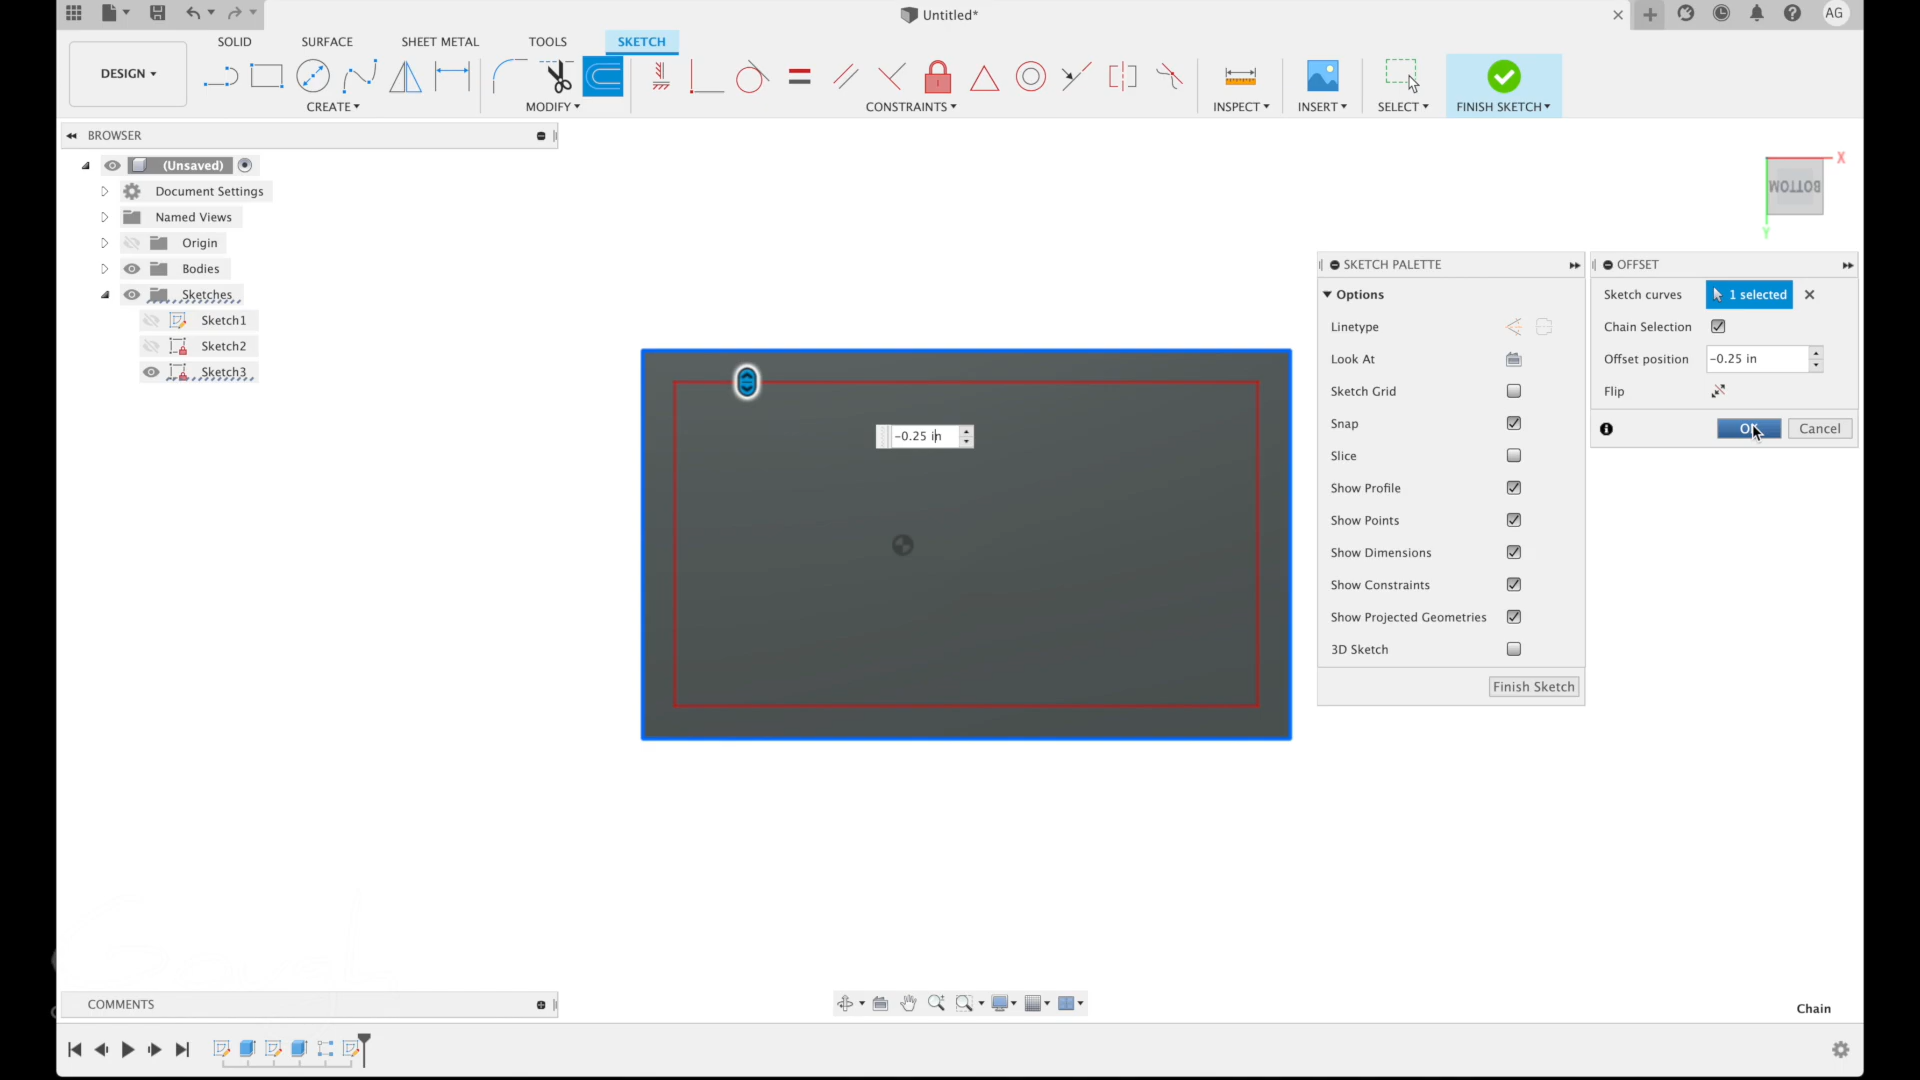 Untitled*
AG
SOLID
SURFACE
SHEET METAL
TOOLS
SKETCH
DESIGN
CREATE
MODIFY
CONSTRAINTS
INSPECT
INSERT
SELECT
FINISH SKETCH
BROWSER
(Unsaved)
Document Settings
Named Views
Origin
Bodies
Sketches
Sketch1
Sketch2
Sketch3
X
BOTTOM
Y
SKETCH PALETTE
Options
Linetype
Look At
Sketch Grid
Snap
Slice
Show Profile
Show Points
Show Dimensions
Show Constraints
Show Projected Geometries
3D Sketch
Finish Sketch
OFFSET
Sketch curves
1 selected
Chain Selection
Offset position
-0.25 in
Flip
OK
Cancel
-0.25 in
COMMENTS
Chain